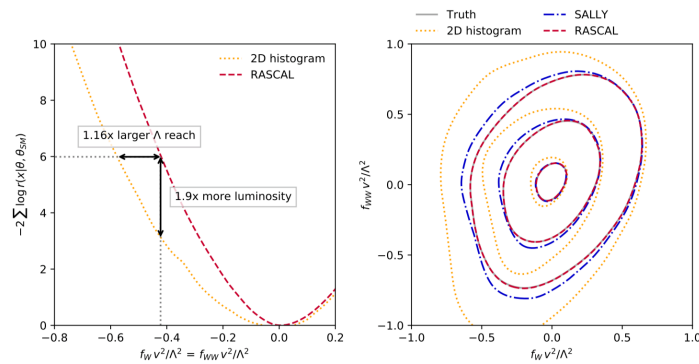 Truth
2D histogram
SALLY
RASCAL
10
8
6
4
2
0
−2 ∑ log r(x|θ, θ_SM)
2D histogram
RASCAL
1.16x larger Λ reach
1.9x more luminosity
−0.8 −0.6 −0.4 −0.2 0.0 0.2
f_W v²/Λ² = f_WW v²/Λ²
1.0
0.5
0.0
−0.5
−1.0
f_WW v²/Λ²
−1.0 −0.5 0.0 0.5 1.0
f_W v²/Λ²